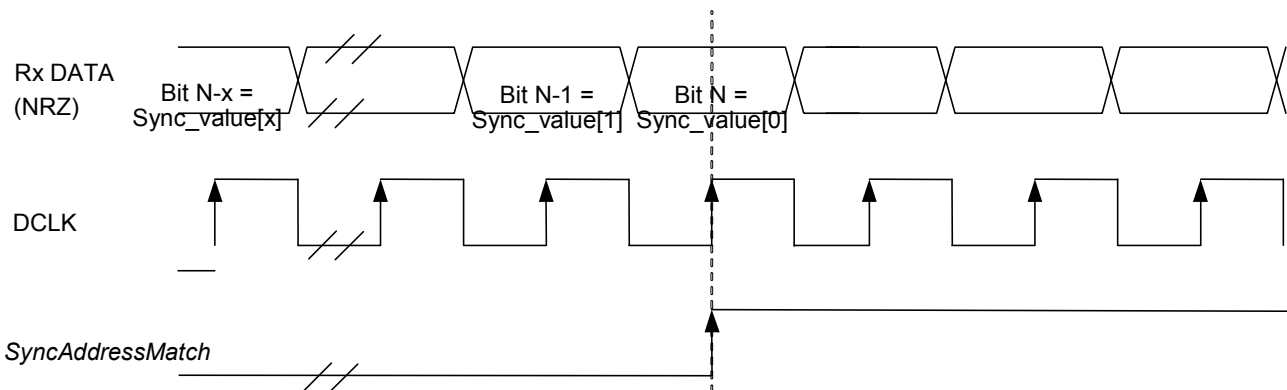 Rx DATA
(NRZ)
Bit N-x =
Sync_value[x]
Bit N-1 =
Sync_value[1]
Bit N =
Sync_value[0]
DCLK
SyncAddressMatch